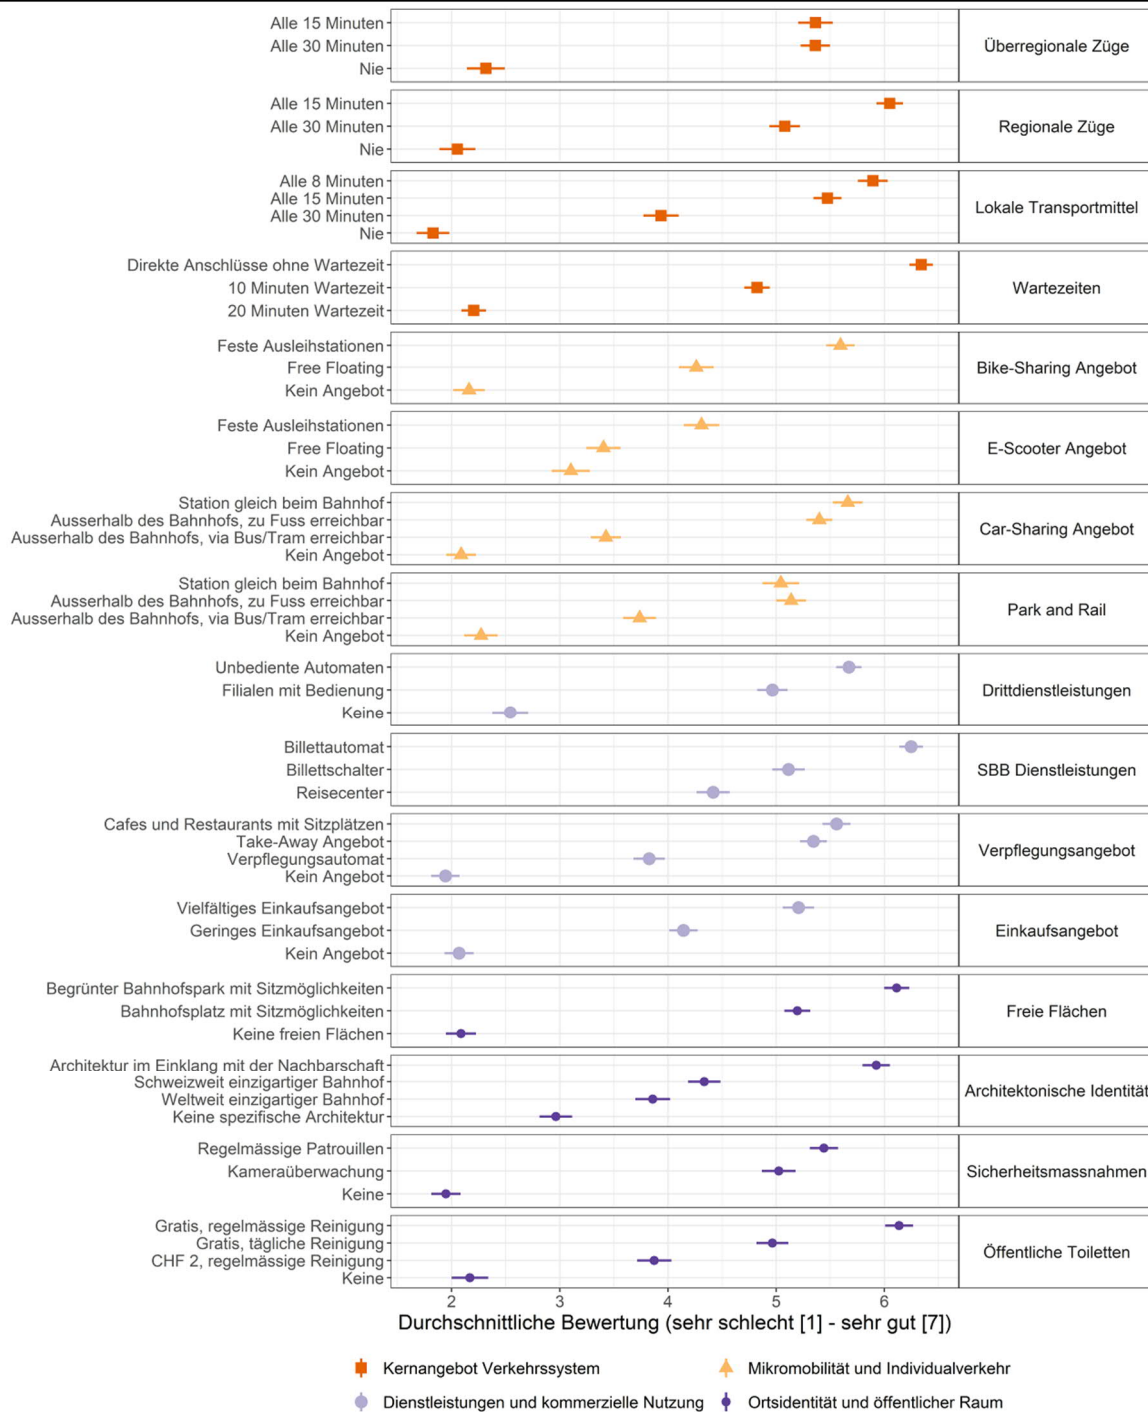 Alle 15 Minuten
Alle 30 Minuten
Nie
Überregionale Züge
Alle 15 Minuten
Alle 30 Minuten
Nie
Regionale Züge
Alle 8 Minuten
Alle 15 Minuten
Alle 30 Minuten
Nie
Lokale Transportmittel
Direkte Anschlüsse ohne Wartezeit
10 Minuten Wartezeit
20 Minuten Wartezeit
Wartezeiten
Feste Ausleihstationen
Free Floating
Kein Angebot
Bike-Sharing Angebot
Feste Ausleihstationen
Free Floating
Kein Angebot
E-Scooter Angebot
Station gleich beim Bahnhof
Ausserhalb des Bahnhofs, zu Fuss erreichbar
Ausserhalb des Bahnhofs, via Bus/Tram erreichbar
Kein Angebot
Car-Sharing Angebot
Station gleich beim Bahnhof
Ausserhalb des Bahnhofs, zu Fuss erreichbar
Ausserhalb des Bahnhofs, via Bus/Tram erreichbar
Kein Angebot
Park and Rail
Unbediente Automaten
Filialen mit Bedienung
Keine
Drittdienstleistungen
Billettautomat
Billettschalter
Reisecenter
SBB Dienstleistungen
Cafes und Restaurants mit Sitzplätzen
Take-Away Angebot
Verpflegungsautomat
Kein Angebot
Verpflegungsangebot
Vielfältiges Einkaufsangebot
Geringes Einkaufsangebot
Kein Angebot
Einkaufsangebot
Begrünter Bahnhofspark mit Sitzmöglichkeiten
Bahnhofsplatz mit Sitzmöglichkeiten
Keine freien Flächen
Freie Flächen
Architektur im Einklang mit der Nachbarschaft
Schweizweit einzigartiger Bahnhof
Weltweit einzigartiger Bahnhof
Keine spezifische Architektur
Architektonische Identität
Regelmässige Patrouillen
Kameraüberwachung
Keine
Sicherheitsmassnahmen
Gratis, regelmässige Reinigung
Gratis, tägliche Reinigung
CHF 2, regelmässige Reinigung
Keine
Öffentliche Toiletten
2 3 4 5 6
Durchschnittliche Bewertung (sehr schlecht [1] - sehr gut [7])
Kernangebot Verkehrssystem
Mikromobilität und Individualverkehr
Dienstleistungen und kommerzielle Nutzung
Ortsidentität und öffentlicher Raum